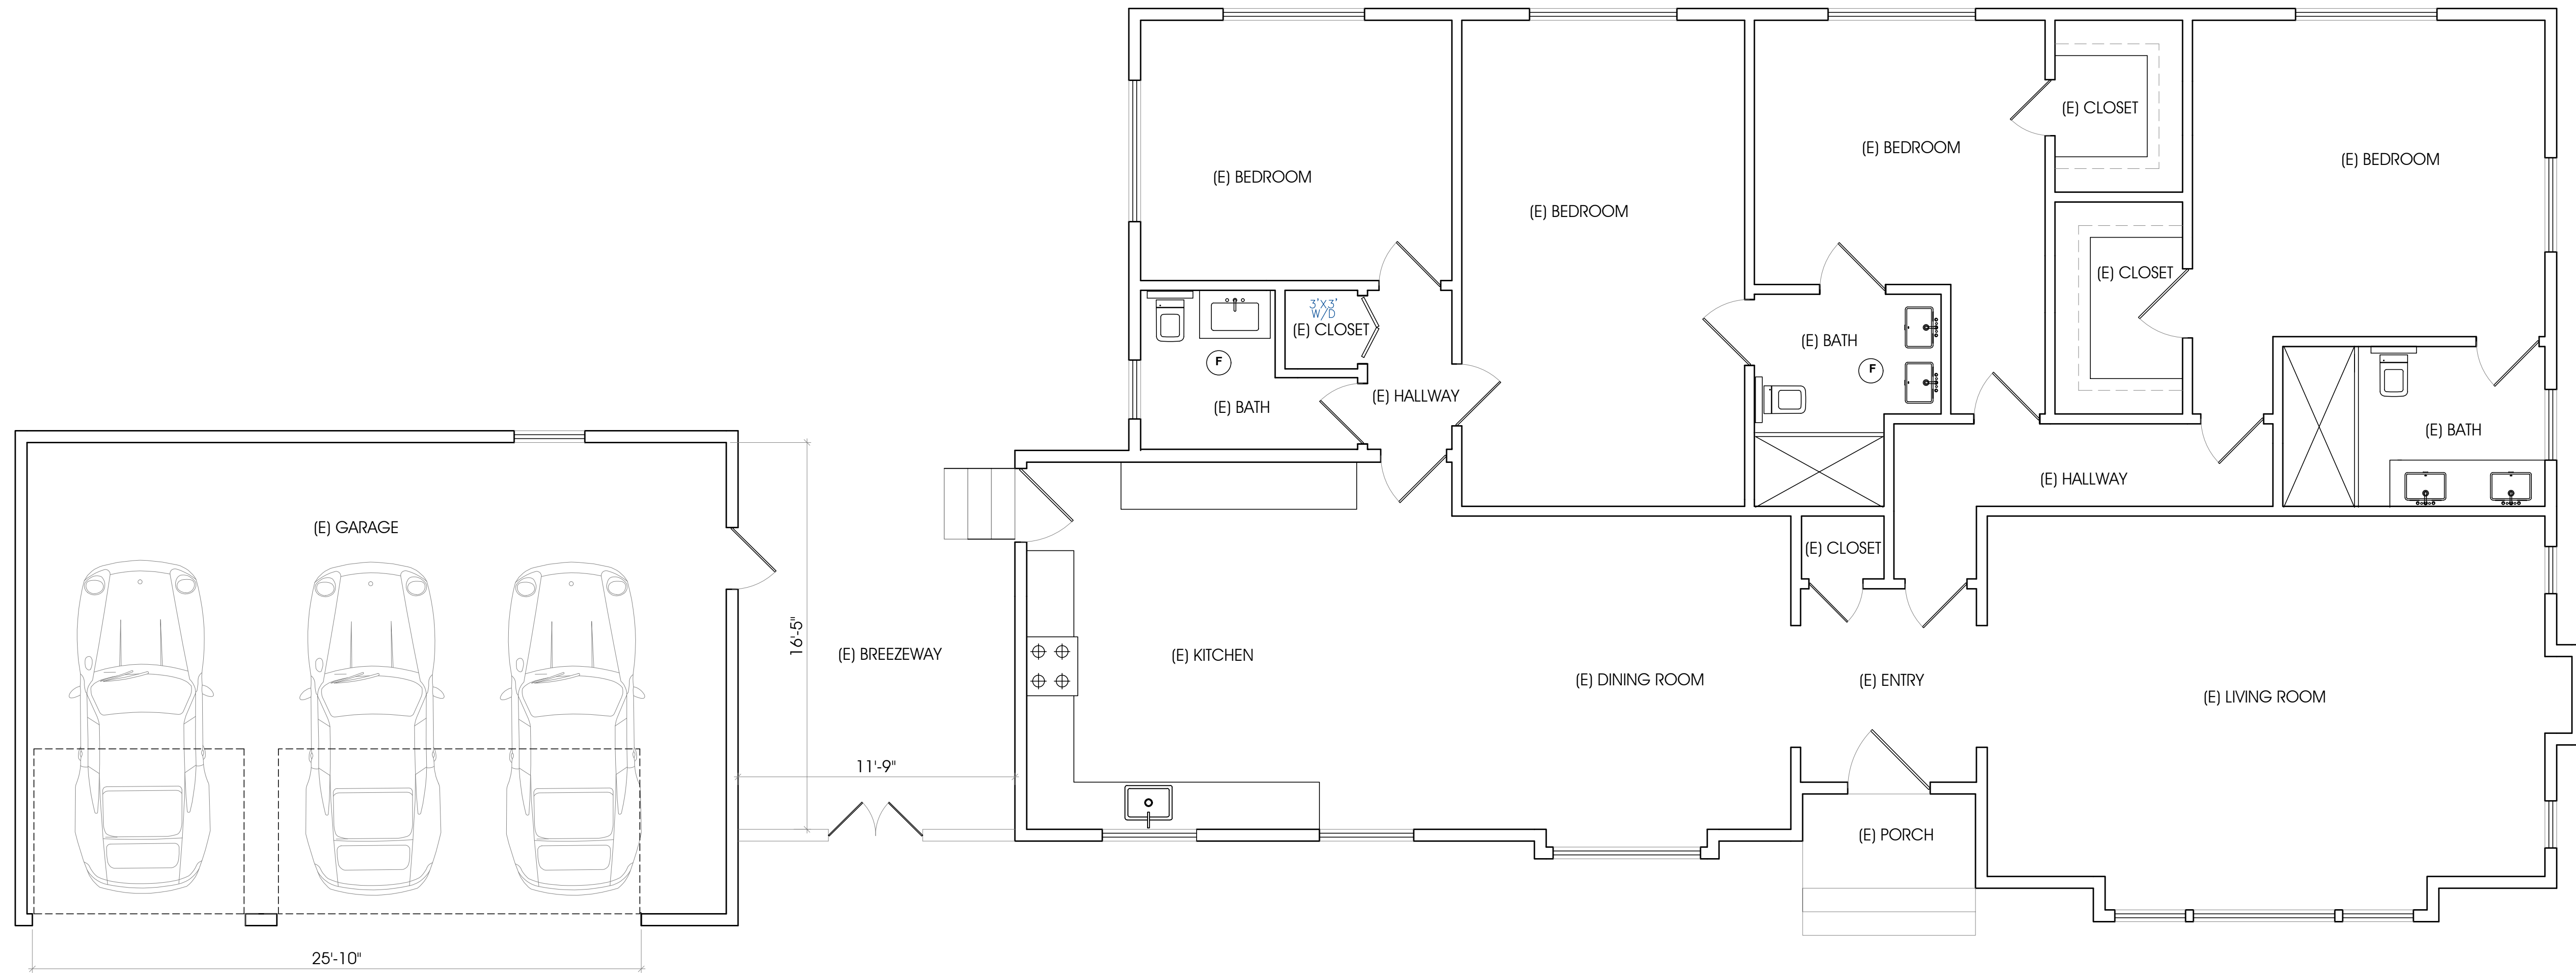 (E) CLOSET
(E) BEDROOM
(E) BEDROOM
(E) BEDROOM
(E) BEDROOM
(E) CLOSET
3'X3'
W/D
(E) CLOSET
F
(E) BATH
F
(E) HALLWAY
(E) BATH
(E) BATH
(E) HALLWAY
(E) GARAGE
(E) CLOSET
16'-5"
(E) BREEZEWAY
(E) KITCHEN
(E) DINING ROOM
(E) ENTRY
(E) LIVING ROOM
11'-9"
(E) PORCH
25'-10"